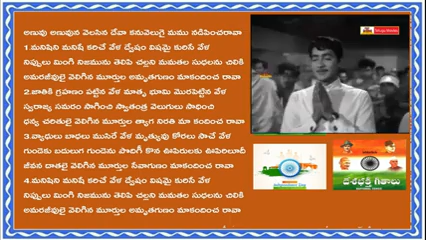 అణువు అణువున వెలసిన దేవా కనువెలుగై మము నడిపించరావా
1.మనిషిని మనిషే కరిచే వేళ ద్వేషం విషమై కురిసే వేళ
నిప్పులు మింగి నిజమును తెలిపి చల్లని మమతల సుధలను చిలికి
అమరజీవులై వెలిగిన మూర్తుల అమృతగుణం మాకందించ రావా
2.జాతికి గ్రహణం పట్టిన వేళ మాతృ భూమి మొరపెట్టిన వేళ
స్వరాజ్య సమరం సాగించి స్వాతంత్ర ఫలములు సాధించి
ధన్య చరితులై వెలిగిన మూర్తుల త్యాగ నిరతి మా కందించ రావా
3.వ్యాధులు బాధలు ముసిరే వేళ మృత్యువు కోరలు సాచే వేళ
గుండెకు బదులుగ గుండెను పొదిగీ కొన ఊపిరులకు ఊపిరిలూదీ
జీవన దాతలై వెలిగిన మూర్తుల సేవాగుణం మాకందించ రావా
4.మనిషిని మనిషే కరిచే వేళ ద్వేషం విషమై కురిసే వేళ
నిప్పులు మింగి నిజమును తెలిపి చల్లని మమతల సుధలను చిలికి
అమరజీవులై వెలిగిన మూర్తుల అమృతగుణం మాకందించ రావా
దేశభక్తి గీతాలు